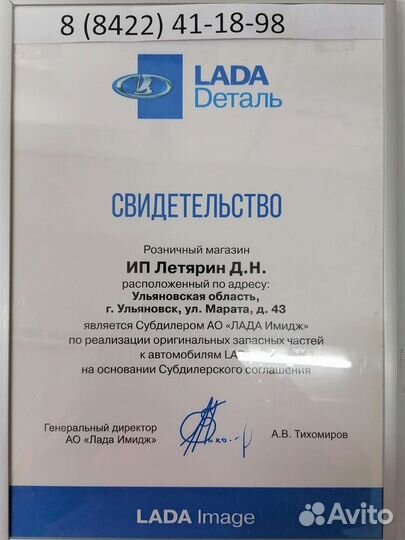 8 (8422) 41-18-98
LADA
Dеталь
СВИДЕТЕЛЬСТВО
Розничный магазин
ИП Летярин Д.Н.
расположенный по адресу:
Ульяновская область,
г. Ульяновск, ул. Марата, д. 43
является Субдилером АО «ЛАДА Имидж»
по реализации оригинальных запасных частей
к автомобилям LADA
на основании Субдилерского соглашения
Генеральный директор
АО «Лада Имидж»
А.В. Тихомиров
LADA Image
Avito